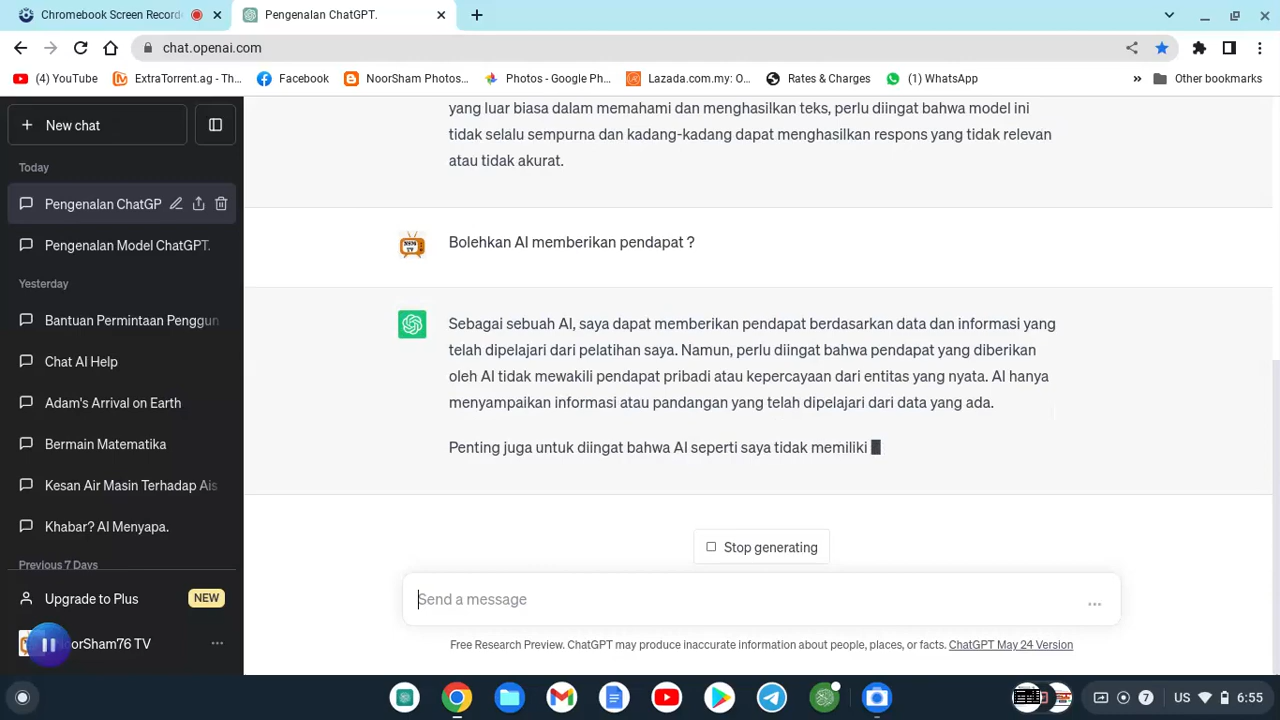 Chromebook Screen Record
Pengenalan ChatGPT.
chat.openai.com
(4) YouTube
ExtraTorrent.ag - Th...
Facebook
NoorSham Photos...
Photos - Google Ph...
Lazada.com.my: O...
Rates & Charges
(1) WhatsApp
»
Other bookmarks
New chat
Today
Pengenalan ChatGP
Pengenalan Model ChatGPT.
Yesterday
Bantuan Permintaan Penggun
Chat AI Help
Adam's Arrival on Earth
Bermain Matematika
Kesan Air Masin Terhadap Ais
Khabar? AI Menyapa.
Previous 7 Days
Upgrade to Plus
NEW
oorSham76 TV
yang luar biasa dalam memahami dan menghasilkan teks, perlu diingat bahwa model ini
tidak selalu sempurna dan kadang-kadang dapat menghasilkan respons yang tidak relevan
atau tidak akurat.
Bolehkan AI memberikan pendapat ?
Sebagai sebuah AI, saya dapat memberikan pendapat berdasarkan data dan informasi yang
telah dipelajari dari pelatihan saya. Namun, perlu diingat bahwa pendapat yang diberikan
oleh AI tidak mewakili pendapat pribadi atau kepercayaan dari entitas yang nyata. AI hanya
menyampaikan informasi atau pandangan yang telah dipelajari dari data yang ada.
Penting juga untuk diingat bahwa AI seperti saya tidak memiliki
Stop generating
Send a message
Free Research Preview. ChatGPT may produce inaccurate information about people, places, or facts. ChatGPT May 24 Version
7
US
6:55